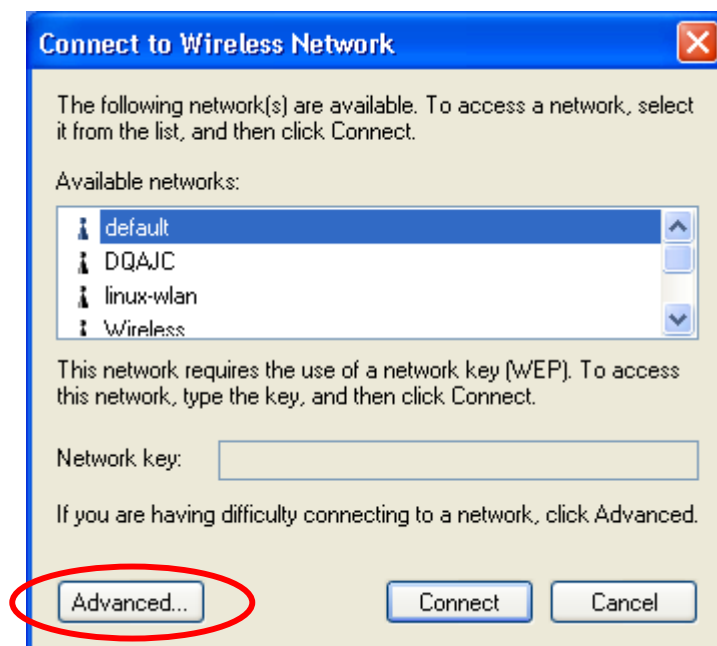 Connect to Wireless Network
The following network(s) are available. To access a network, select
it from the list, and then click Connect.
Available networks:
default
DQAJC
linux-wlan
Wireless
This network requires the use of a network key (WEP). To access
this network, type the key, and then click Connect.
Network key:
If you are having difficulty connecting to a network, click Advanced.
Advanced... Connect Cancel